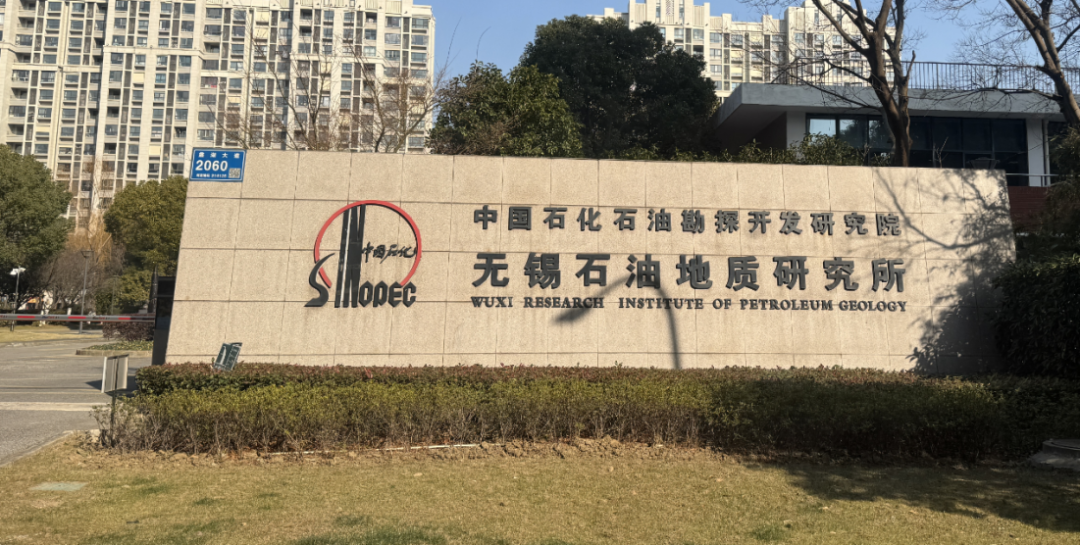 2060
中国石化
SINOPEC
中国石化石油勘探开发研究院
无锡石油地质研究所
WUXI RESEARCH INSTITUTE OF PETROLEUM GEOLOGY